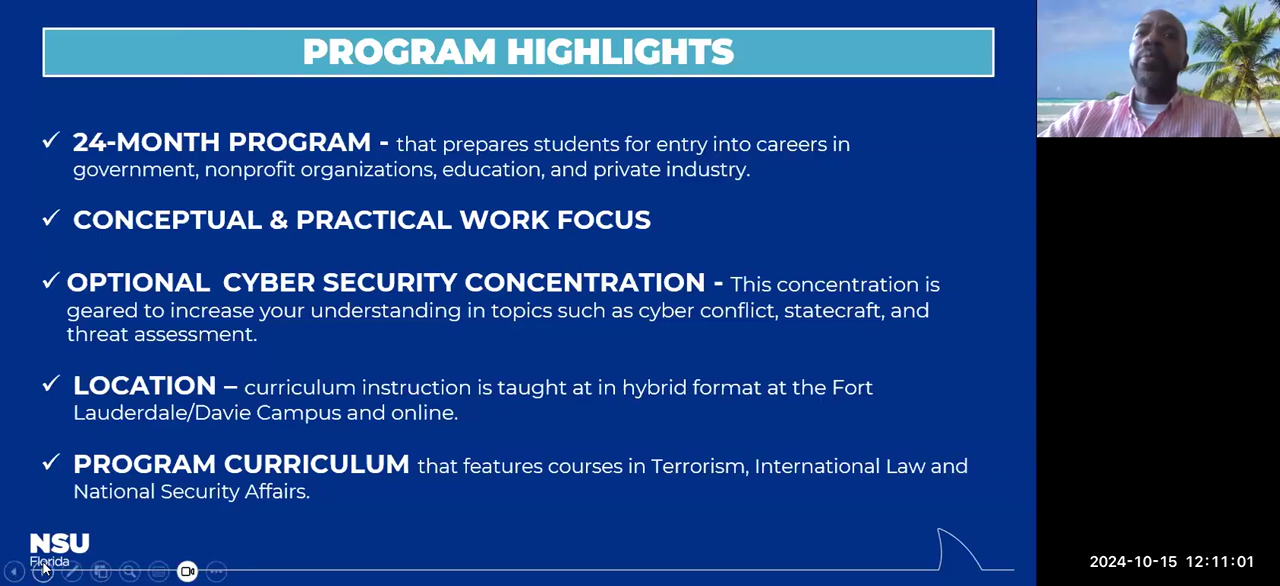 PROGRAM HIGHLIGHTS
24-MONTH PROGRAM - that prepares students for entry into careers in
government, nonprofit organizations, education, and private industry.
CONCEPTUAL & PRACTICAL WORK FOCUS
OPTIONAL CYBER SECURITY CONCENTRATION - This concentration is
geared to increase your understanding in topics such as cyber conflict, statecraft, and
threat assessment.
LOCATION – curriculum instruction is taught at in hybrid format at the Fort
Lauderdale/Davie Campus and online.
PROGRAM CURRICULUM that features courses in Terrorism, International Law and
National Security Affairs.
NSU
Florida
2024-10-15 12:11:01